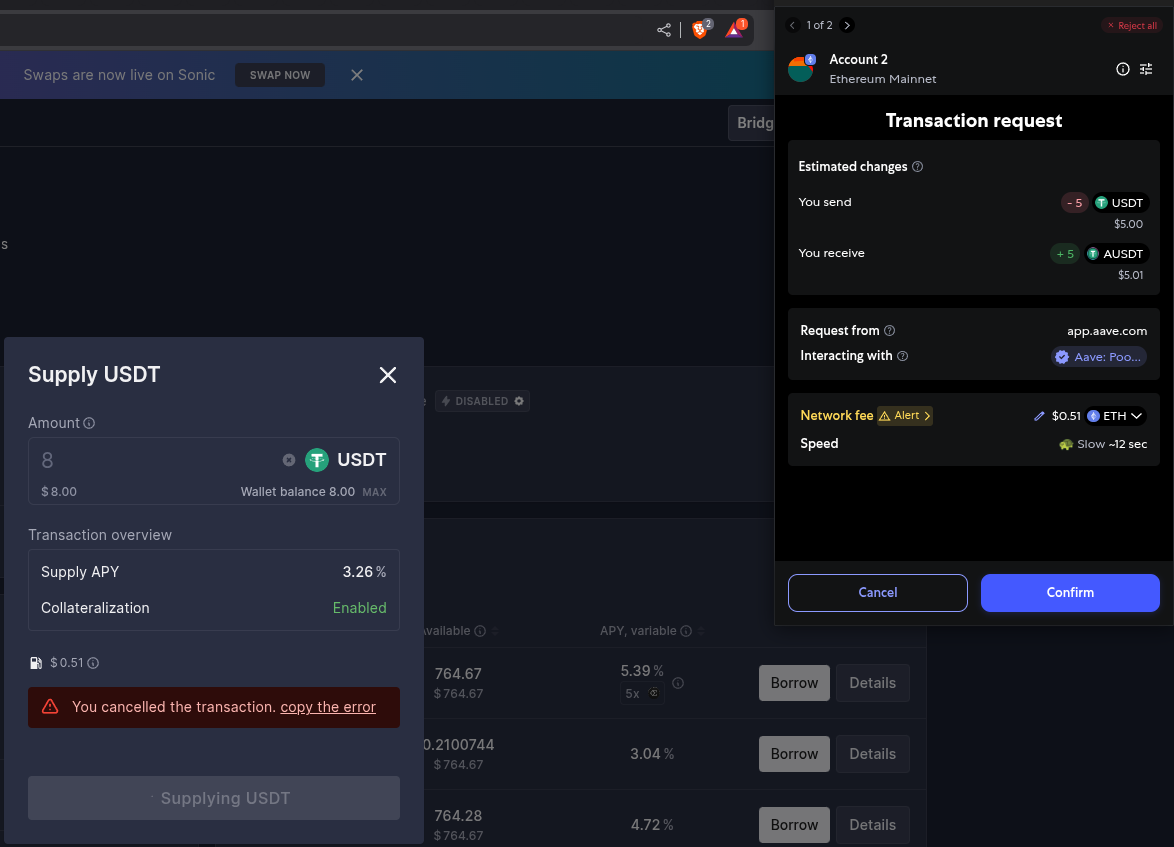 2
1
Swaps are now live on Sonic
SWAP NOW
Bridg
s
DISABLED
Supply USDT
Amount
8
USDT
$ 8.00
Wallet balance 8.00 MAX
Transaction overview
Supply APY
3.26 %
Collateralization
Enabled
$ 0.51
You cancelled the transaction. copy the error
Supplying USDT
Available
APY, variable
764.67
$ 764.67
5.39 %
5x
Borrow
Details
0.2100744
$ 764.67
3.04 %
Borrow
Details
764.28
$ 764.67
4.72 %
Borrow
Details
1 of 2
Reject all
Account 2
Ethereum Mainnet
Transaction request
Estimated changes
You send
- 5
USDT
$5.00
You receive
+ 5
AUSDT
$5.01
Request from
app.aave.com
Interacting with
Aave: Poo...
Network fee
Alert
$0.51
ETH
Speed
Slow ~12 sec
Cancel
Confirm